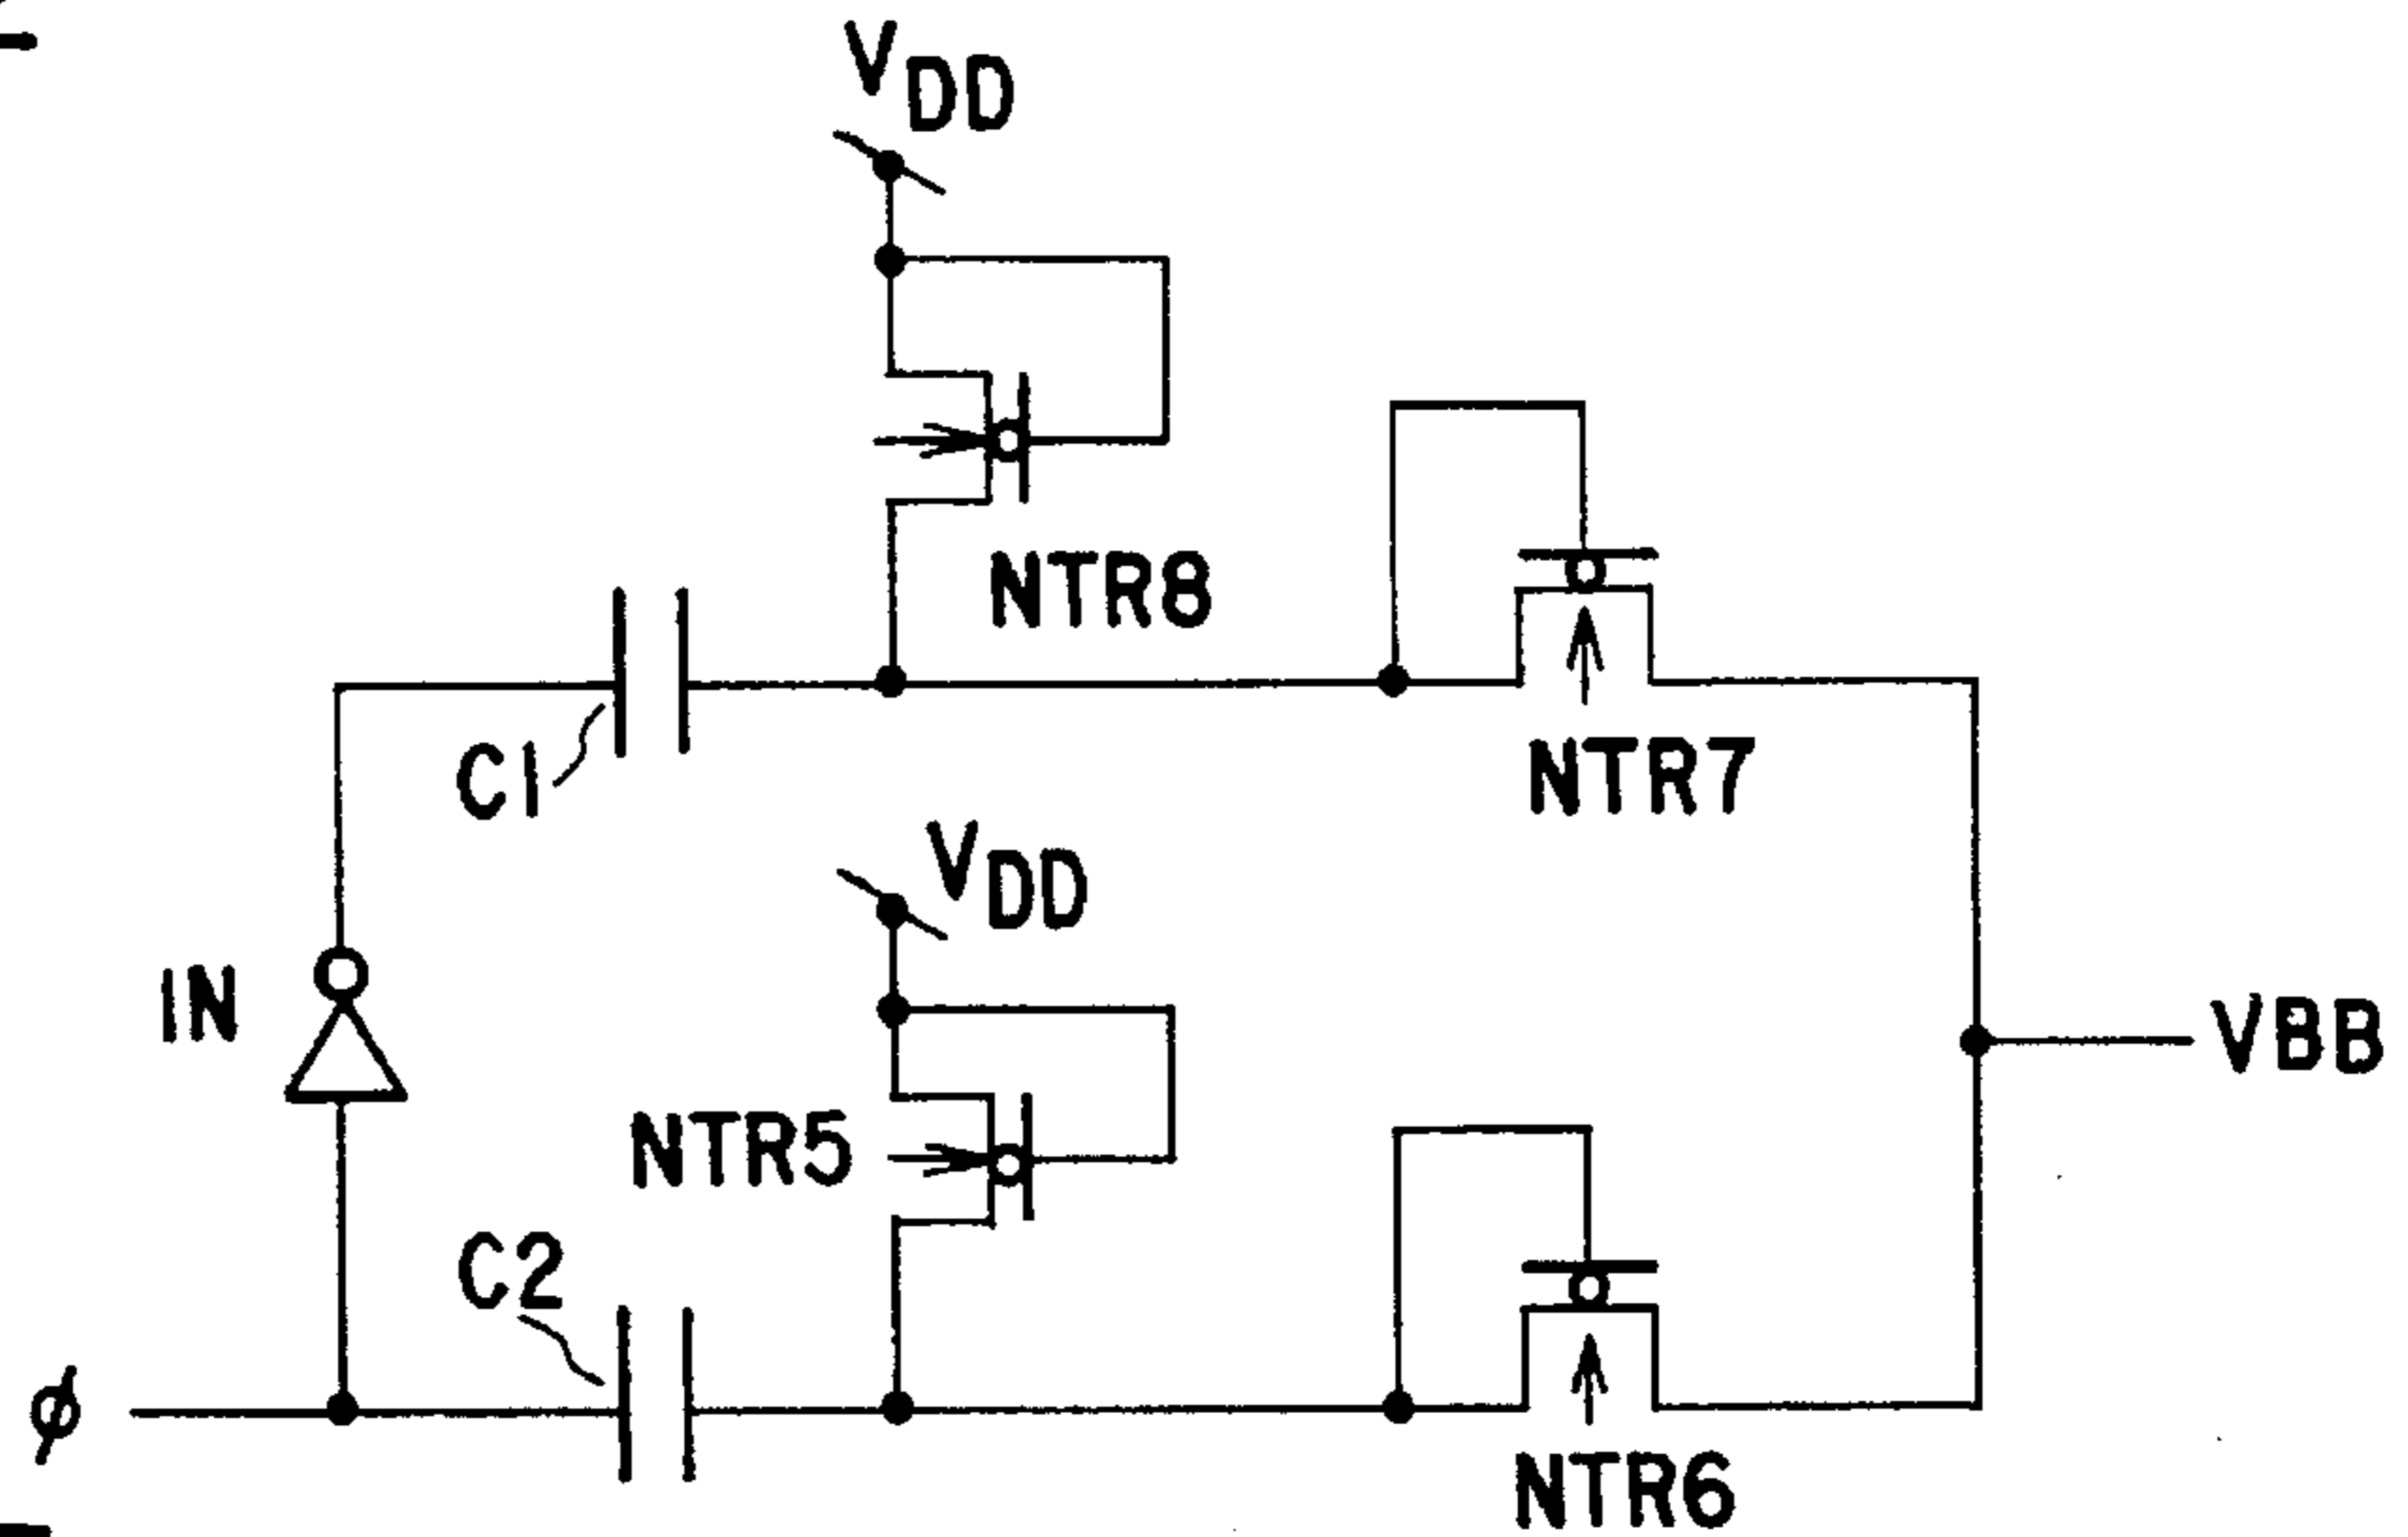 VDD
NTR8
C1
NTR7
VDD
IN
VBB
NTR5
C2
φ
NTR6